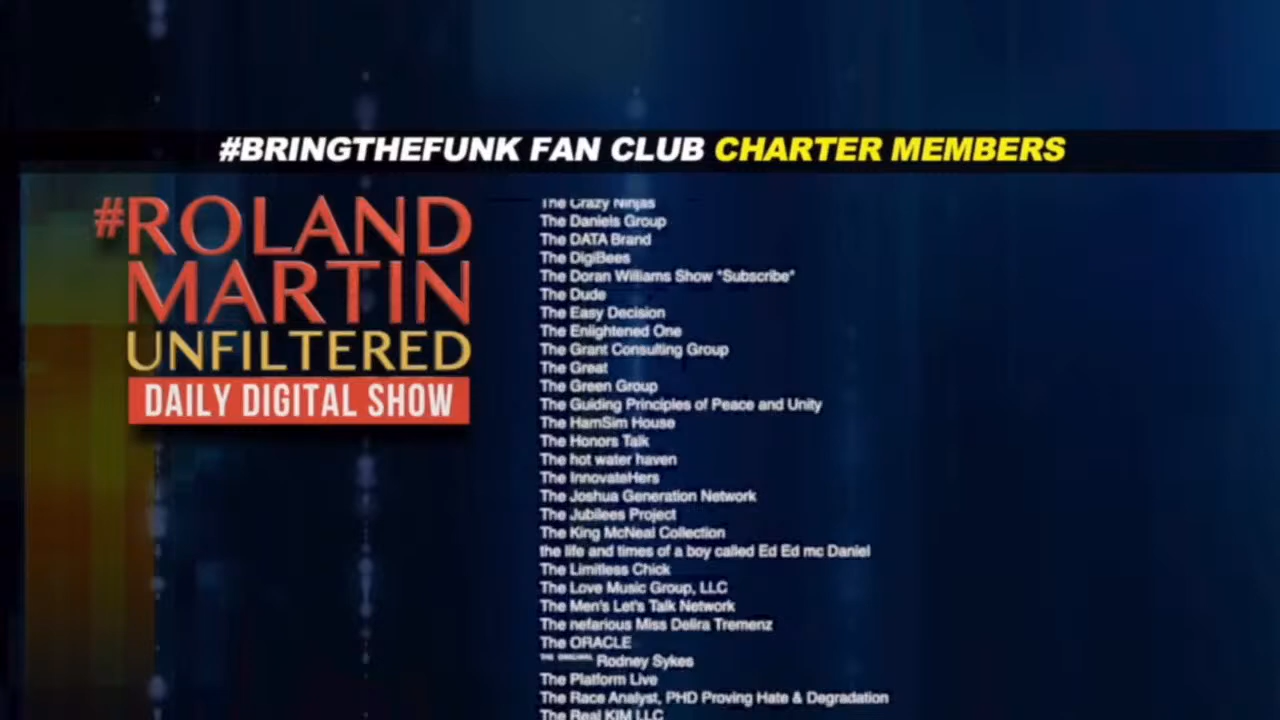 #BRINGTHEFUNK FAN CLUB CHARTER MEMBERS
#ROLAND
MARTIN
UNFILTERED
DAILY DIGITAL SHOW
The Crazy Ninjas
The Daniels Group
The DATA Brand
The DigiBees
The Doran Williams Show "Subscribe"
The Dude
The Easy Decision
The Enlightened One
The Grant Consulting Group
The Great
The Green Group
The Guiding Principles of Peace and Unity
The HamSim House
The Honors Talk
The hot water haven
The InnovateHers
The Joshua Generation Network
The Jubilees Project
The King McNeal Collection
the life and times of a boy called Ed Ed mc Daniel
The Limitless Chick
The Love Music Group, LLC
The Men's Let's Talk Network
The nefarious Miss Delira Tremenz
The ORACLE
THE ORIGINAL Rodney Sykes
The Platform Live
The Race Analyst, PHD Proving Hate & Degradation
The Real KIM LLC